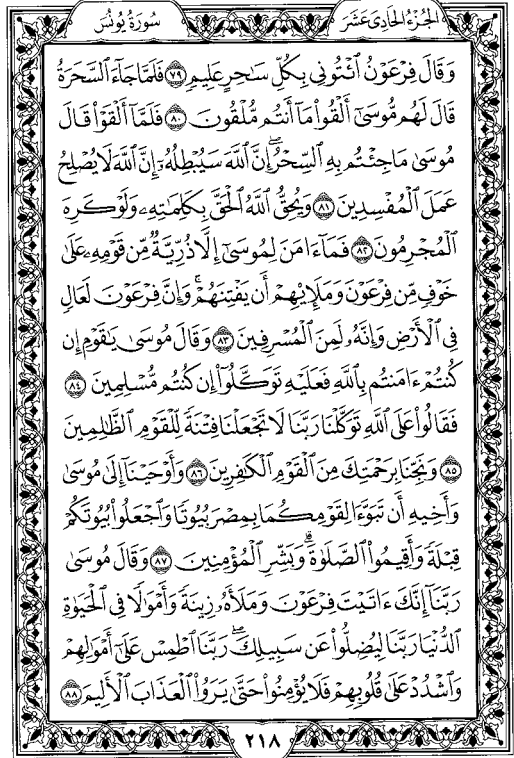 الجُزْءُ الحَادِي عَشَرَ
سُورَةُ يُونُسَ
وَقَالَ فِرْعَوْنُ ٱئْتُونِي بِكُلِّ سَٰحِرٍ عَلِيمٍ ٧٩ فَلَمَّا جَآءَ ٱلسَّحَرَةُ
قَالَ لَهُم مُّوسَىٰٓ أَلْقُوا۟ مَآ أَنتُم مُّلْقُونَ ٨٠ فَلَمَّآ أَلْقَوْا۟ قَالَ
مُوسَىٰ مَا جِئْتُم بِهِ ٱلسِّحْرُ ۖ إِنَّ ٱللَّهَ سَيُبْطِلُهُۥٓ ۖ إِنَّ ٱللَّهَ لَا يُصْلِحُ
عَمَلَ ٱلْمُفْسِدِينَ ٨١ وَيُحِقُّ ٱللَّهُ ٱلْحَقَّ بِكَلِمَٰتِهِۦ وَلَوْ كَرِهَ
ٱلْمُجْرِمُونَ ٨٢ فَمَآ ءَامَنَ لِمُوسَىٰٓ إِلَّا ذُرِّيَّةٌ مِّن قَوْمِهِۦ عَلَىٰ
خَوْفٍ مِّن فِرْعَوْنَ وَمَلَإِي۟هِمْ أَن يَفْتِنَهُمْ ۚ وَإِنَّ فِرْعَوْنَ لَعَالٍ
فِي ٱلْأَرْضِ وَإِنَّهُۥ لَمِنَ ٱلْمُسْرِفِينَ ٨٣ وَقَالَ مُوسَىٰ يَٰقَوْمِ إِن
كُنتُمْ ءَامَنتُم بِٱللَّهِ فَعَلَيْهِ تَوَكَّلُوٓا۟ إِن كُنتُم مُّسْلِمِينَ ٨٤
فَقَالُوا۟ عَلَى ٱللَّهِ تَوَكَّلْنَا رَبَّنَا لَا تَجْعَلْنَا فِتْنَةً لِّلْقَوْمِ ٱلظَّٰلِمِينَ
٨٥ وَنَجِّنَا بِرَحْمَتِكَ مِنَ ٱلْقَوْمِ ٱلْكَٰفِرِينَ ٨٦ وَأَوْحَيْنَآ إِلَىٰ مُوسَىٰ
وَأَخِيهِ أَن تَبَوَّءَا لِقَوْمِكُمَا بِمِصْرَ بُيُوتًا وَٱجْعَلُوا۟ بُيُوتَكُمْ
قِبْلَةً وَأَقِيمُوا۟ ٱلصَّلَوٰةَ ۗ وَبَشِّرِ ٱلْمُؤْمِنِينَ ٨٧ وَقَالَ مُوسَىٰ
رَبَّنَآ إِنَّكَ ءَاتَيْتَ فِرْعَوْنَ وَمَلَأَهُۥ زِينَةً وَأَمْوَٰلًا فِي ٱلْحَيَوٰةِ
ٱلدُّنْيَا رَبَّنَا لِيُضِلُّوا۟ عَن سَبِيلِكَ ۖ رَبَّنَا ٱطْمِسْ عَلَىٰٓ أَمْوَٰلِهِمْ
وَٱشْدُدْ عَلَىٰ قُلُوبِهِمْ فَلَا يُؤْمِنُوا۟ حَتَّىٰ يَرَوُا۟ ٱلْعَذَابَ ٱلْأَلِيمَ ٨٨
٢١٨